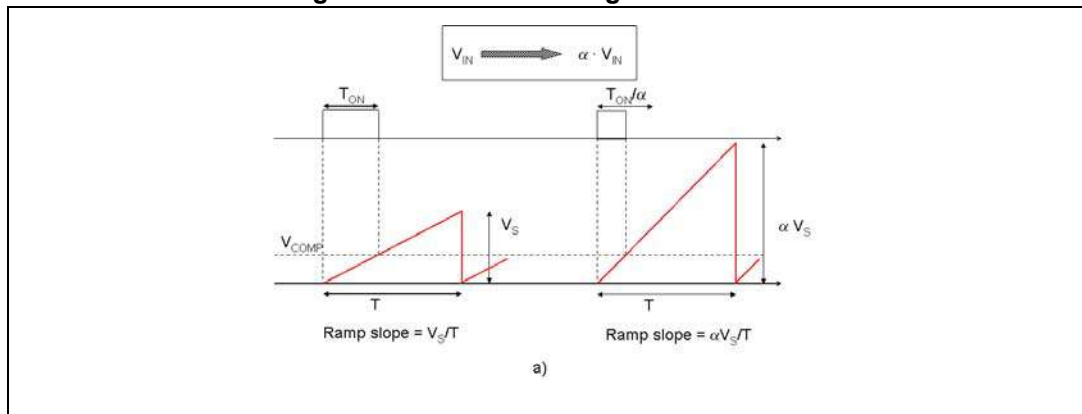 V_IN α · V_IN
T_ON T_ON/α
V_S α V_S
V_COMP
T T
Ramp slope = V_S/T Ramp slope = αV_S/T
a)